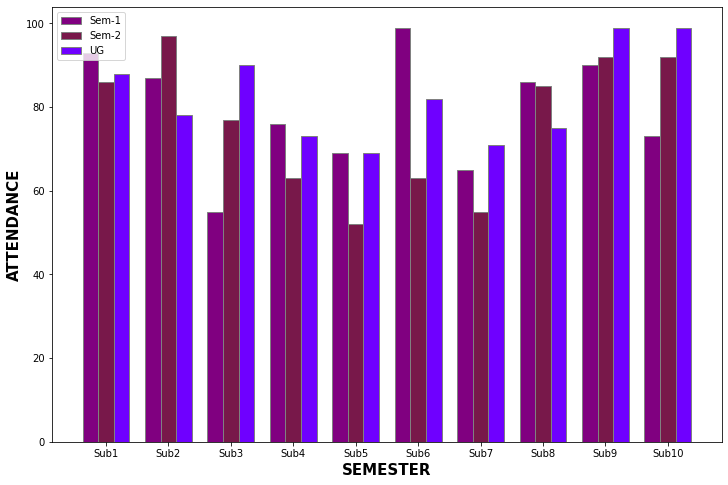 Sem-1
Sem-2
UG
ATTENDANCE
100
80
60
40
20
0
Sub1 Sub2 Sub3 Sub4 Sub5 Sub6 Sub7 Sub8 Sub9 Sub10
SEMESTER